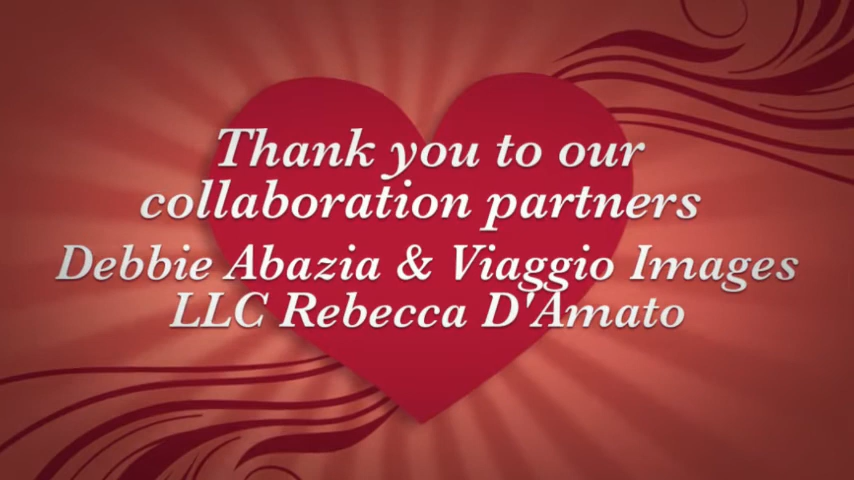 Thank you to our
collaboration partners
Debbie Abazia & Viaggio Images
LLC Rebecca D'Amato